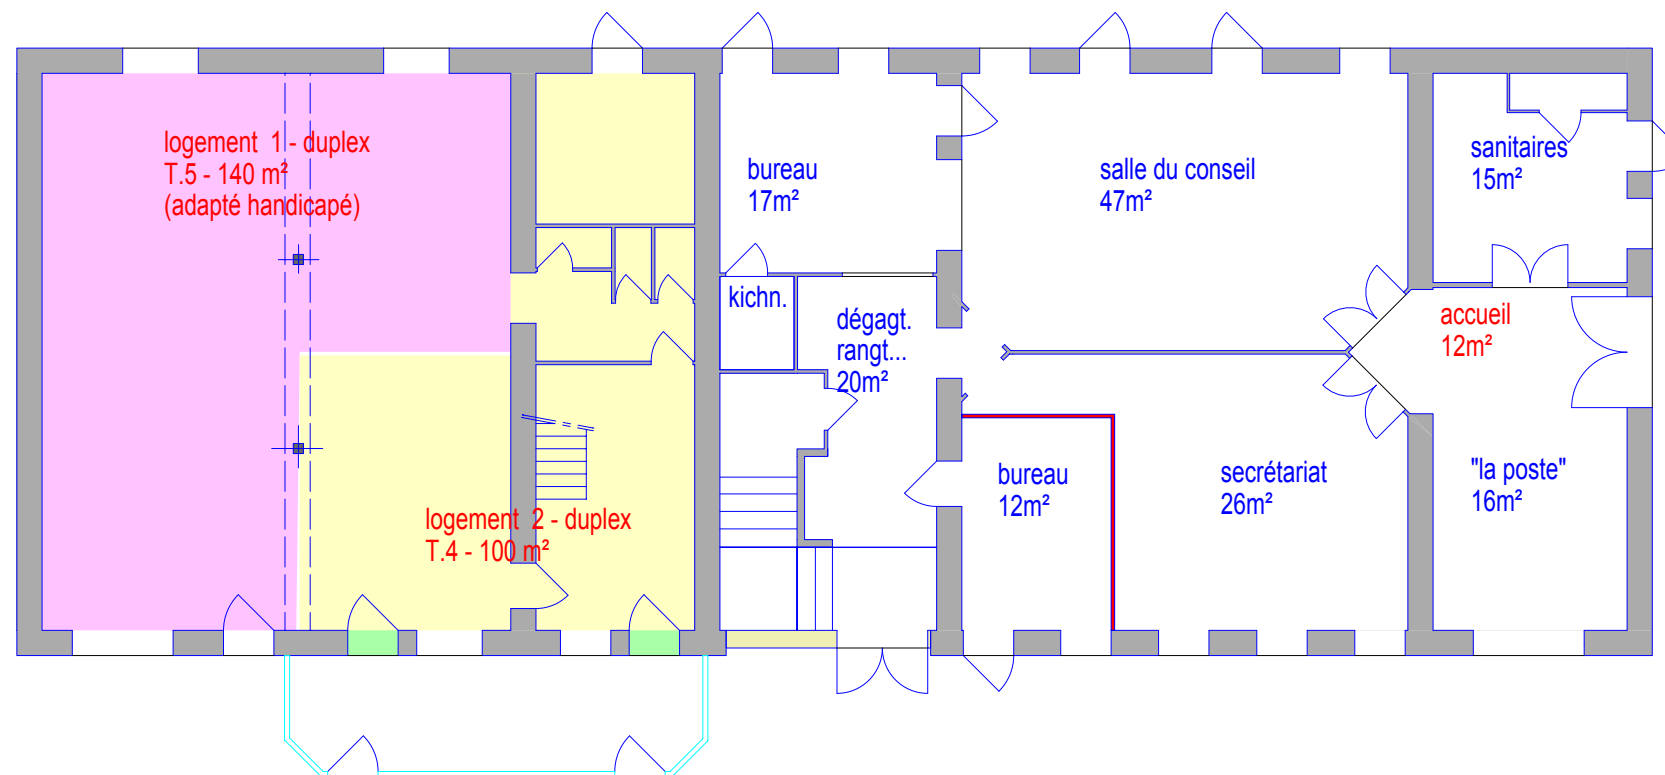 logement 1 - duplex
T.5 - 140 m²
(adapté handicapé)
bureau
17m²
salle du conseil
47m²
sanitaires
15m²
kichn.
dégagt.
rangt...
20m²
accueil
12m²
logement 2 - duplex
T.4 - 100 m²
bureau
12m²
secrétariat
26m²
"la poste"
16m²